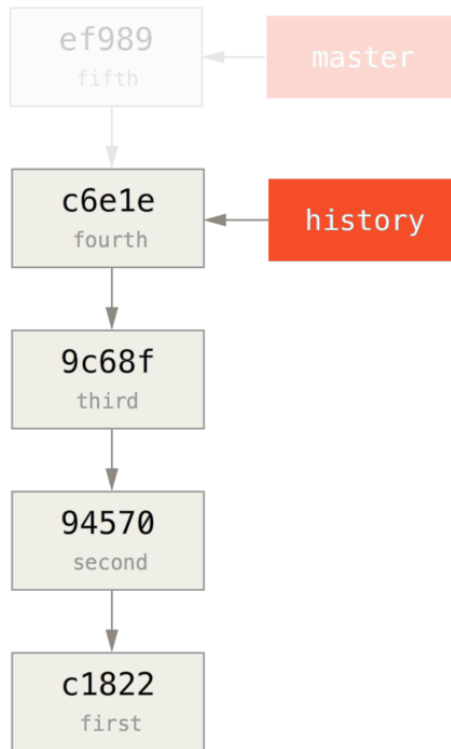 ef989
fifth
master
c6e1e
fourth
history
9c68f
third
94570
second
c1822
first